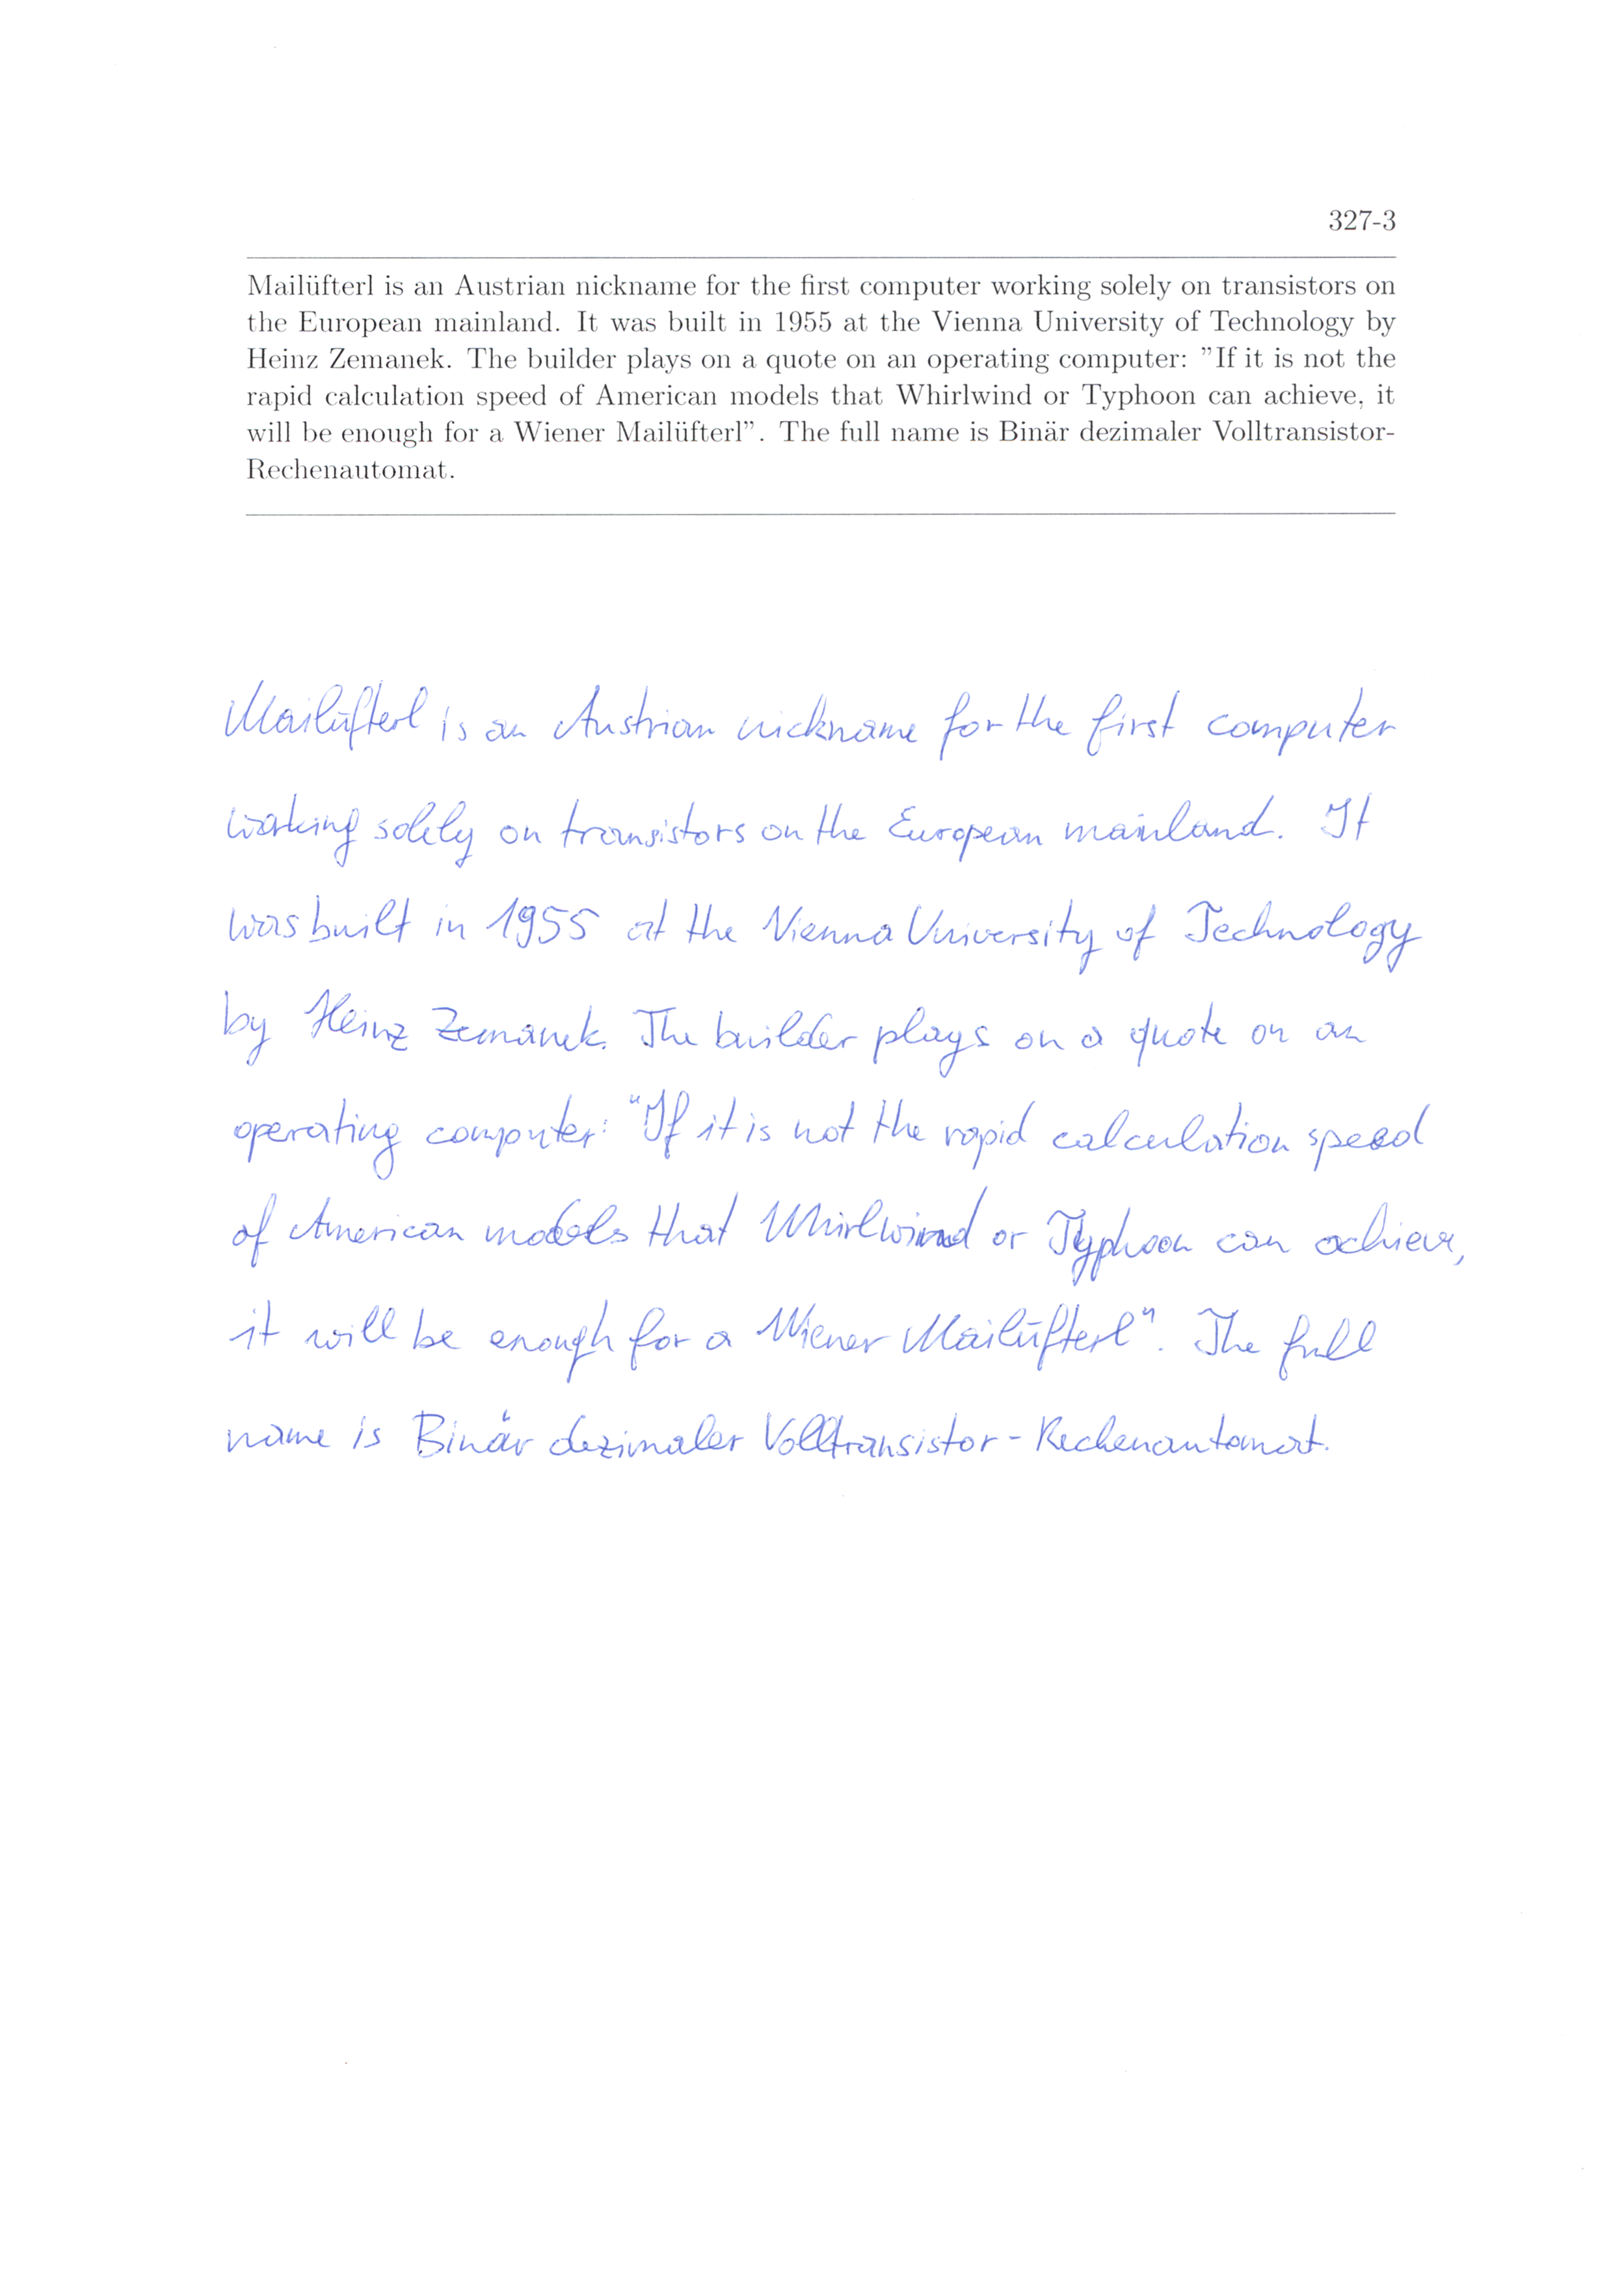 327-3
Mailüfterl is an Austrian nickname for the first computer working solely on transistors on
the European mainland. It was built in 1955 at the Vienna University of Technology by
Heinz Zemanek. The builder plays on a quote on an operating computer: ”If it is not the
rapid calculation speed of American models that Whirlwind or Typhoon can achieve, it
will be enough for a Wiener Mailüfterl”. The full name is Binär dezimaler Volltransistor-
Rechenautomat.
Mailüfterl is an Austrian nickname for the first computer
working solely on transistors on the European mainland. It
was built in 1955 at the Vienna University of Technology
by Heinz Zemanek. The builder plays on a quote on an
operating computer: "If it is not the rapid calculation speed
of American models that Whirlwind or Typhoon can achieve,
it will be enough for a Wiener Mailüfterl". The full
name is Binär dezimaler Volltransistor-Rechenautomat.